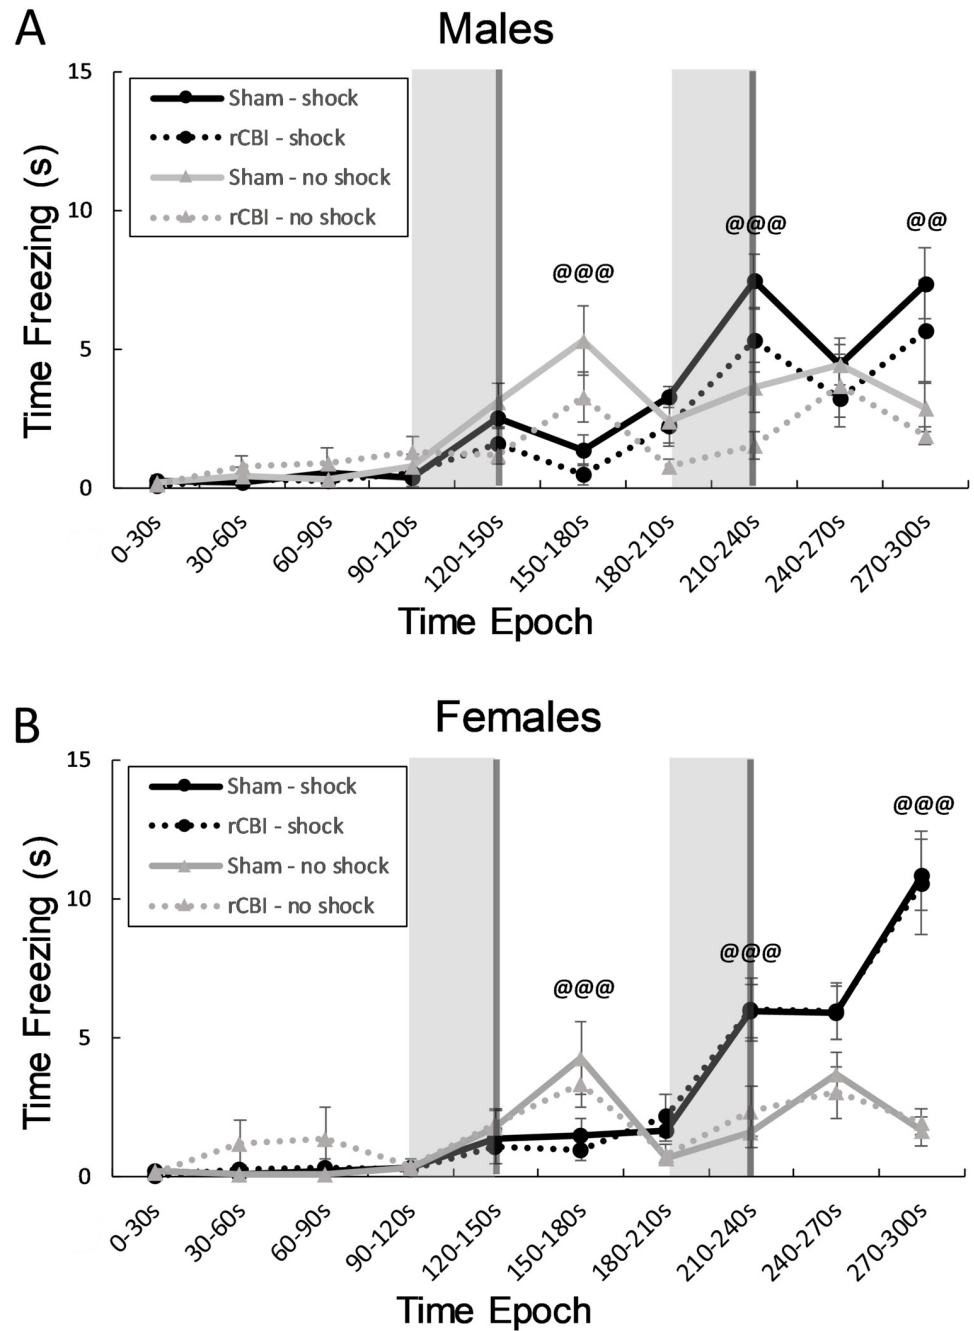 A
Males
15
10
5
0
Time Freezing (s)
Sham - shock
rCBI - shock
Sham - no shock
rCBI - no shock
@@@
@@@
@@
0-30s
30-60s
60-90s
90-120s
120-150s
150-180s
180-210s
210-240s
240-270s
270-300s
Time Epoch
B
Females
15
10
5
0
Time Freezing (s)
Sham - shock
rCBI - shock
Sham - no shock
rCBI - no shock
@@@
@@@
@@@
0-30s
30-60s
60-90s
90-120s
120-150s
150-180s
180-210s
210-240s
240-270s
270-300s
Time Epoch